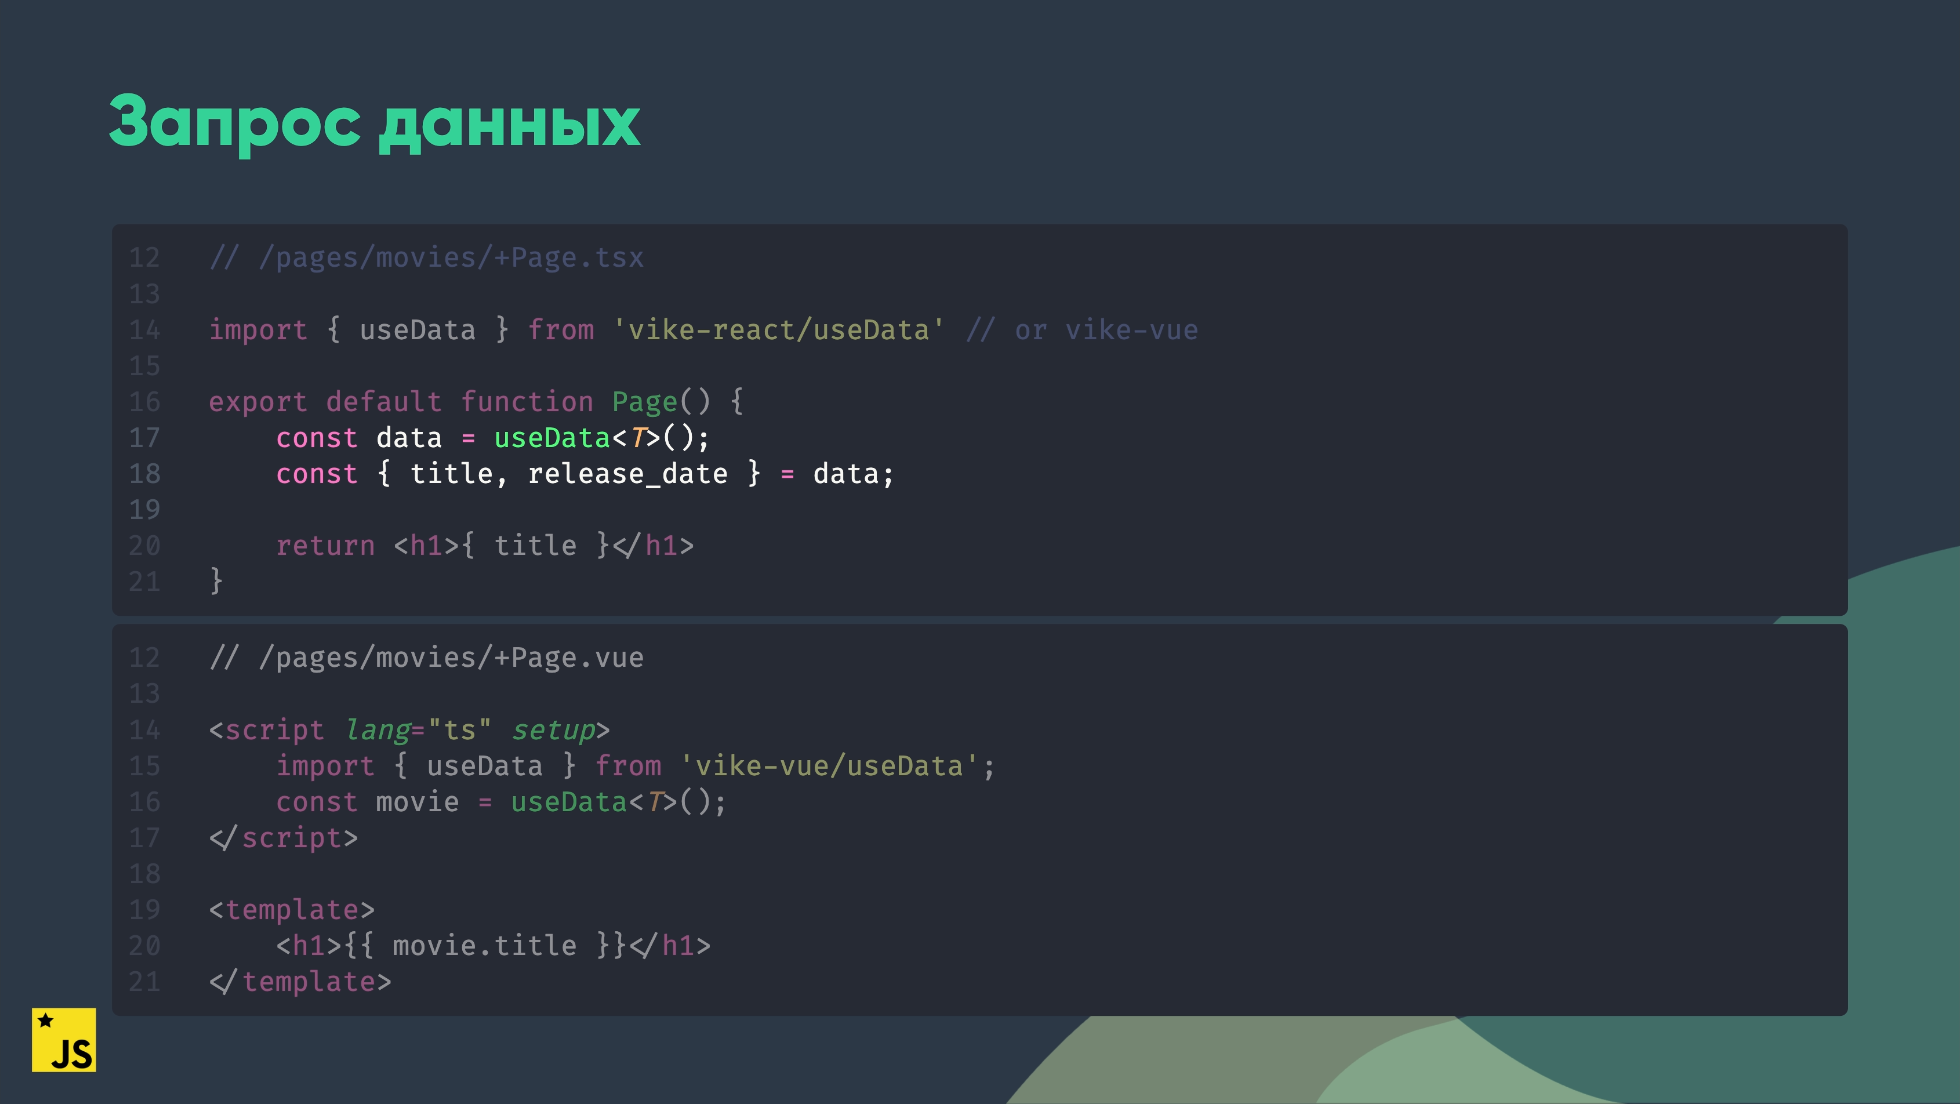 Запрос данных
12 // /pages/movies/+Page.tsx
13
14 import { useData } from 'vike-react/useData' // or vike-vue
15
16 export default function Page() {
17     const data = useData<T>();
18     const { title, release_date } = data;
19
20     return <h1>{ title }</h1>
21 }
12 // /pages/movies/+Page.vue
13
14 <script lang="ts" setup>
15     import { useData } from 'vike-vue/useData';
16     const movie = useData<T>();
17 </script>
18
19 <template>
20     <h1>{{ movie.title }}</h1>
21 </template>
JS